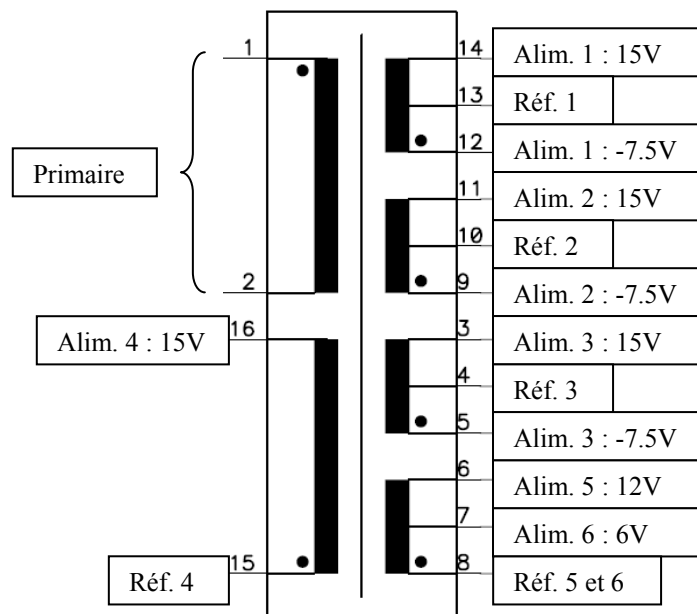 1
14
Alim. 1 : 15V
13
Réf. 1
12
Alim. 1 : -7.5V
Primaire
11
Alim. 2 : 15V
10
Réf. 2
2
9
Alim. 2 : -7.5V
16
Alim. 4 : 15V
3
Alim. 3 : 15V
4
Réf. 3
5
Alim. 3 : -7.5V
6
Alim. 5 : 12V
7
Alim. 6 : 6V
15
Réf. 4
8
Réf. 5 et 6